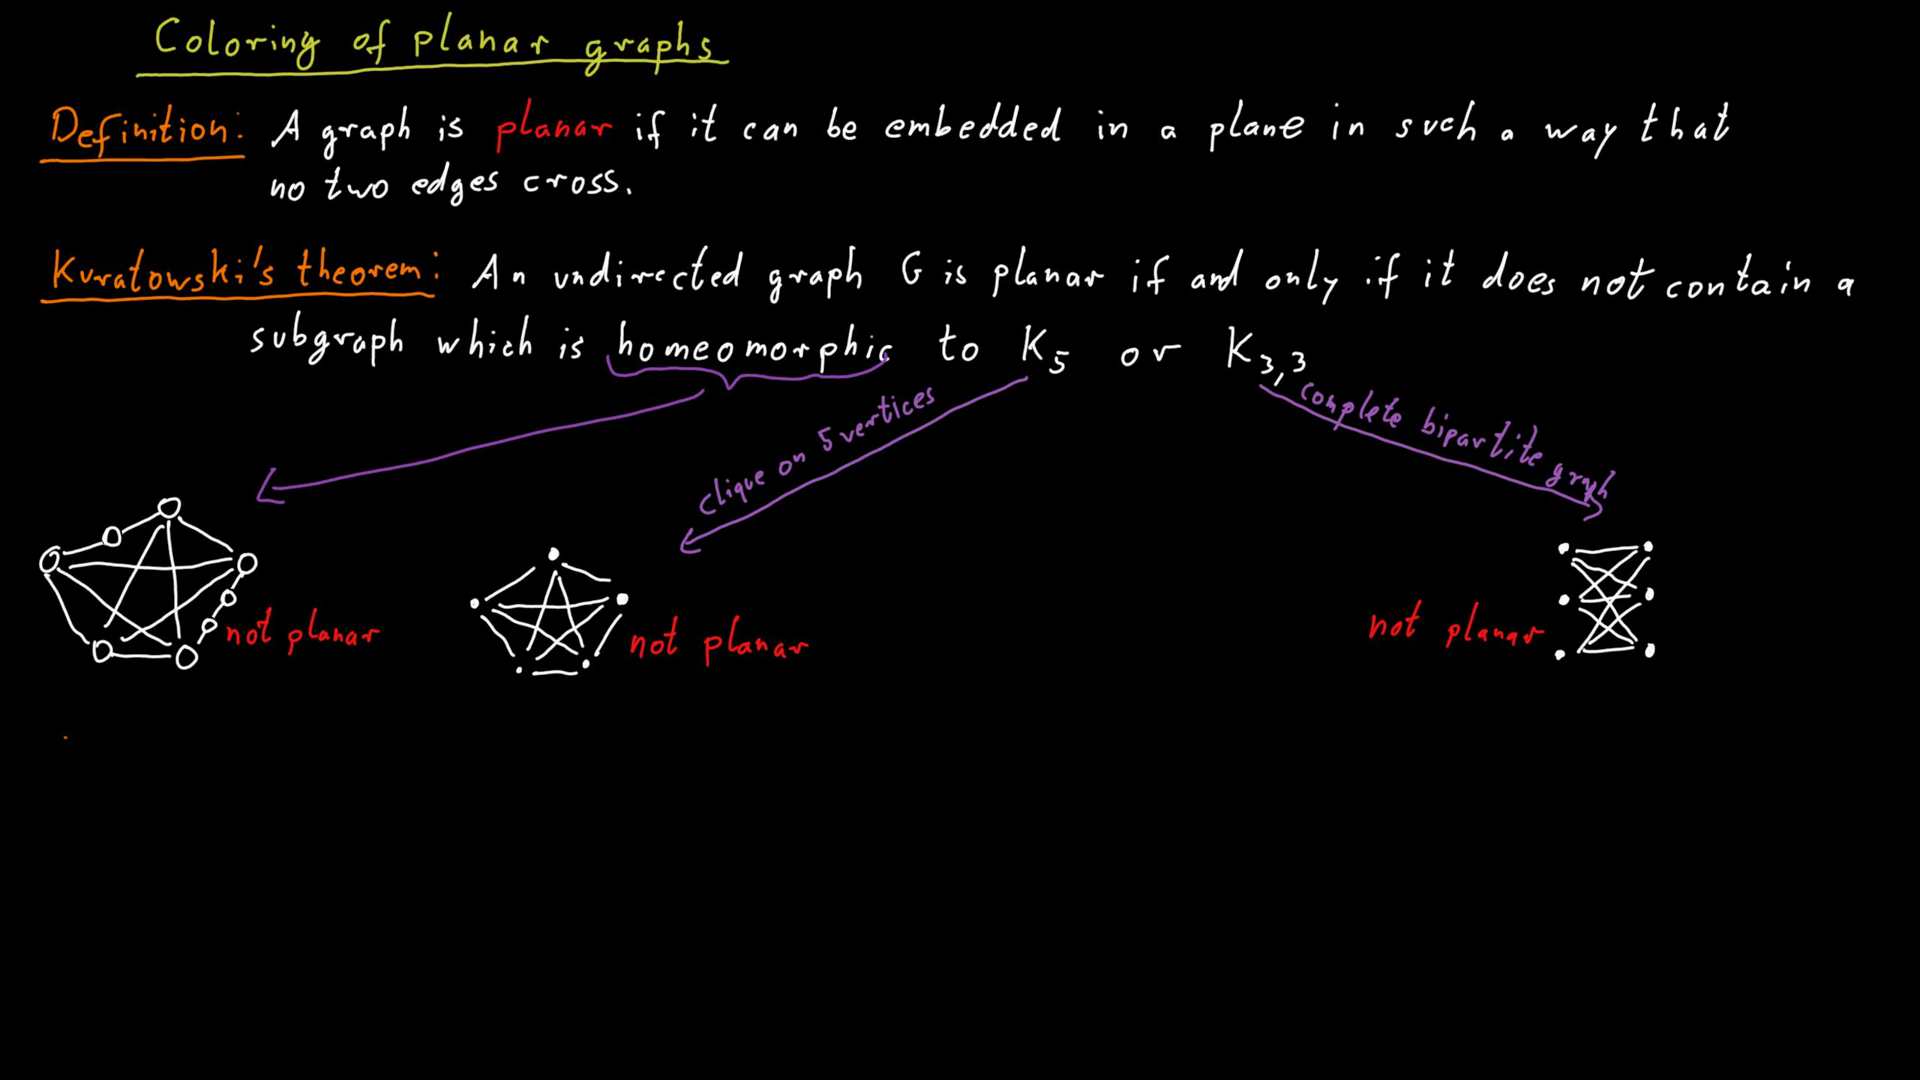 Coloring of planar graphs
Definition: A graph is planar if it can be embedded in a plane in such a way that
no two edges cross.
Kuratowski's theorem: An undirected graph G is planar if and only if it does not contain a
subgraph which is homeomorphic to K5 or K3,3
clique on 5 vertices
complete bipartite graph
not planar
not planar
not planar